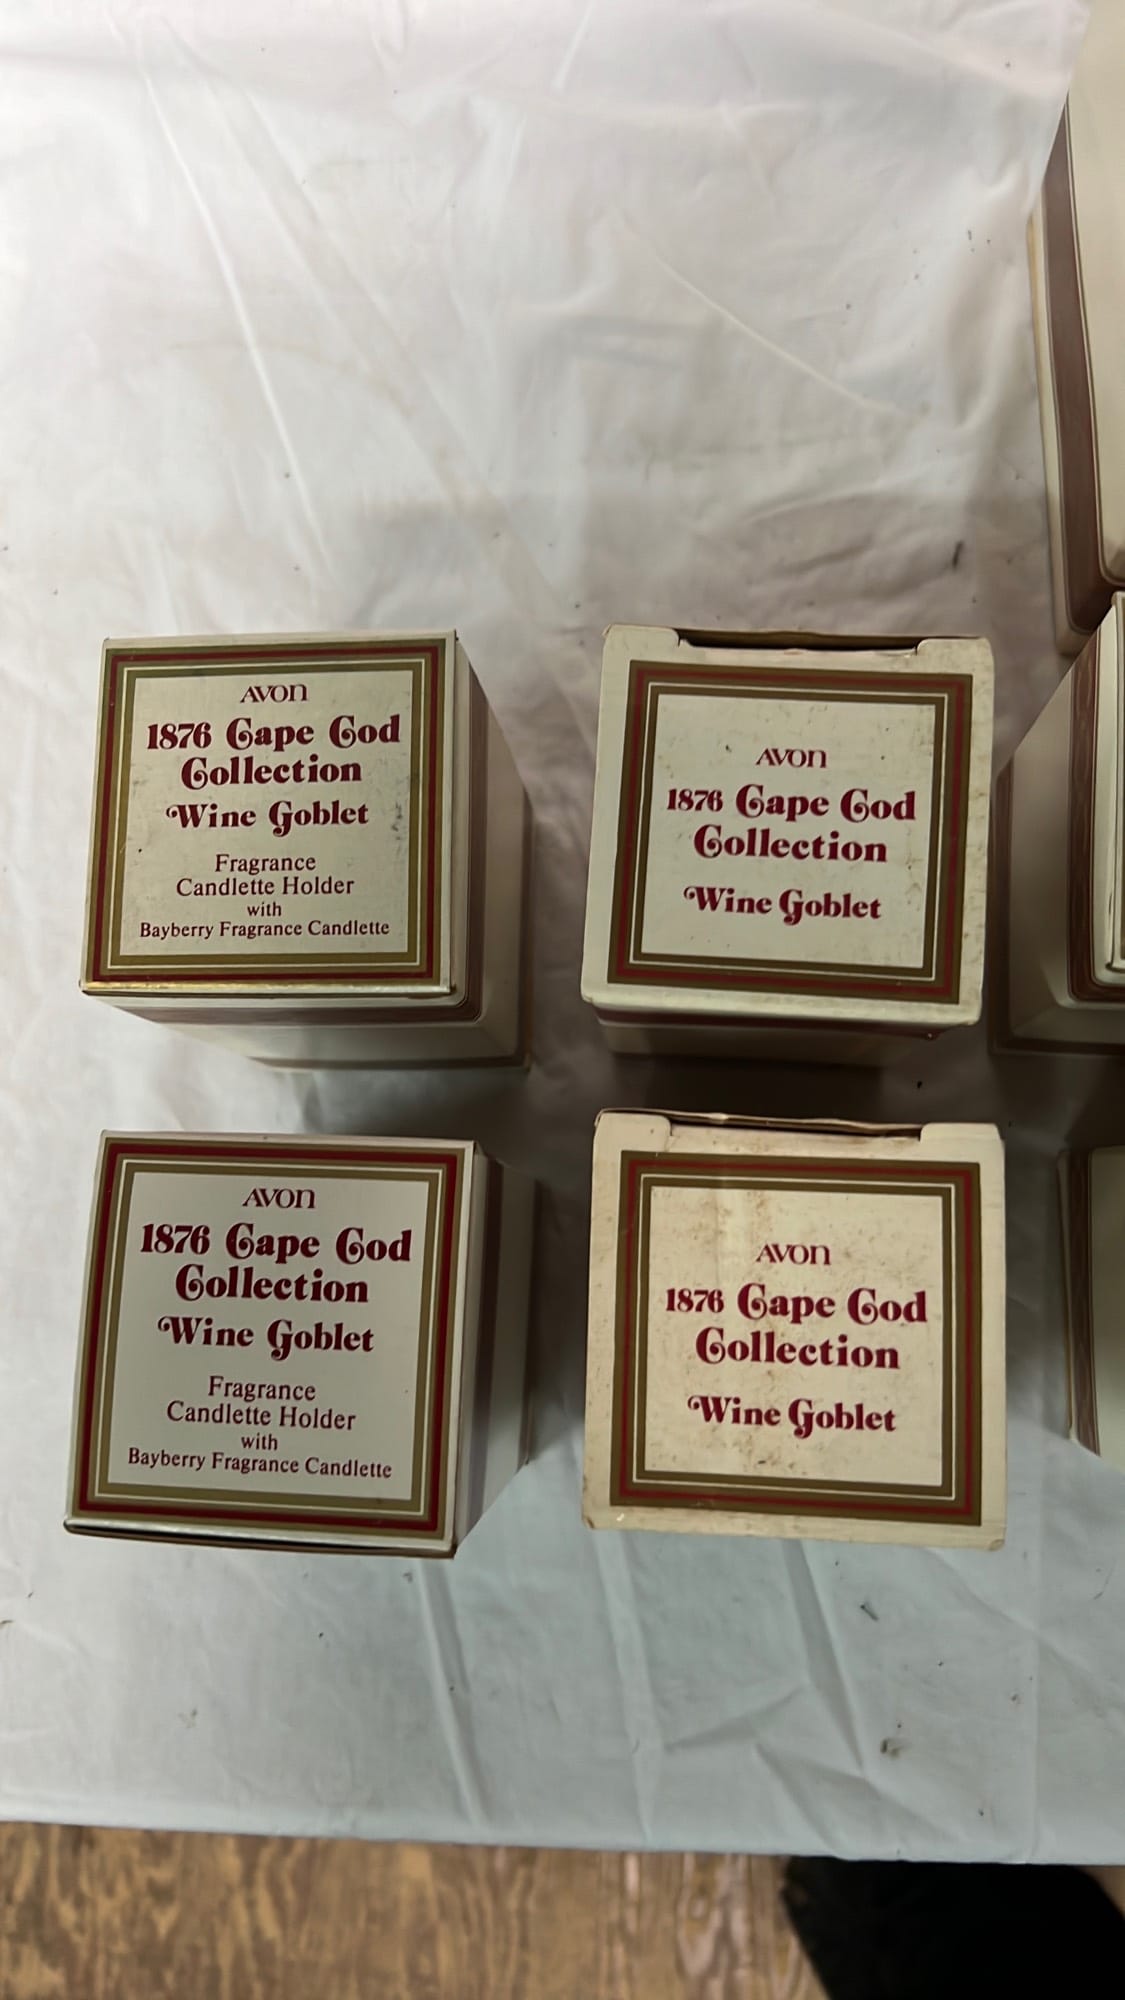 AVON
1876 Cape Cod
Collection
Wine Goblet
Fragrance
Candlette Holder
with
Bayberry Fragrance Candlette
AVON
1876 Cape Cod
Collection
Wine Goblet
AVON
1876 Cape Cod
Collection
Wine Goblet
Fragrance
Candlette Holder
with
Bayberry Fragrance Candlette
AVON
1876 Cape Cod
Collection
Wine Goblet